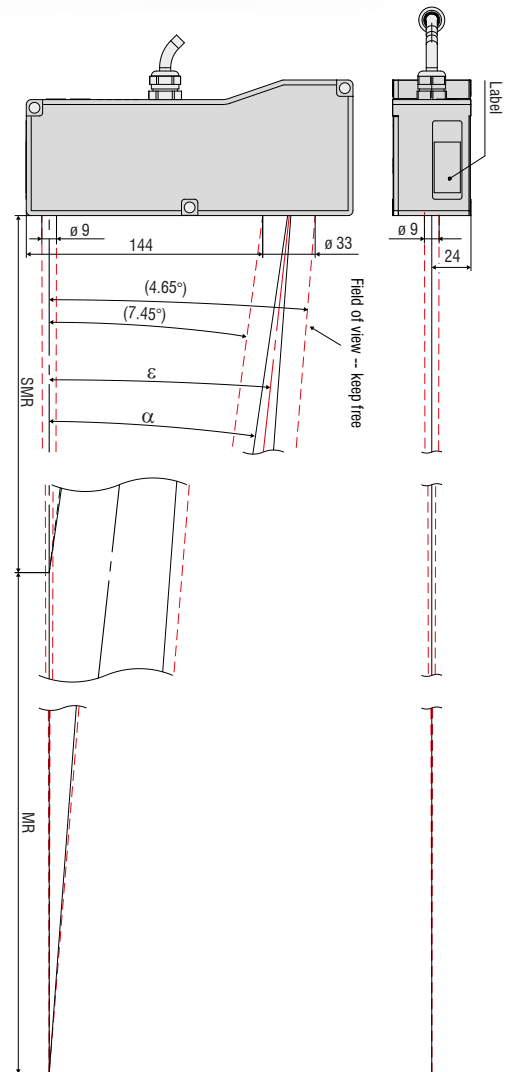 Label
ø 9
144
ø 33
ø 9
24
(4.65°)
(7.45°)
Field of view -- keep free
ε
α
SMR
MR